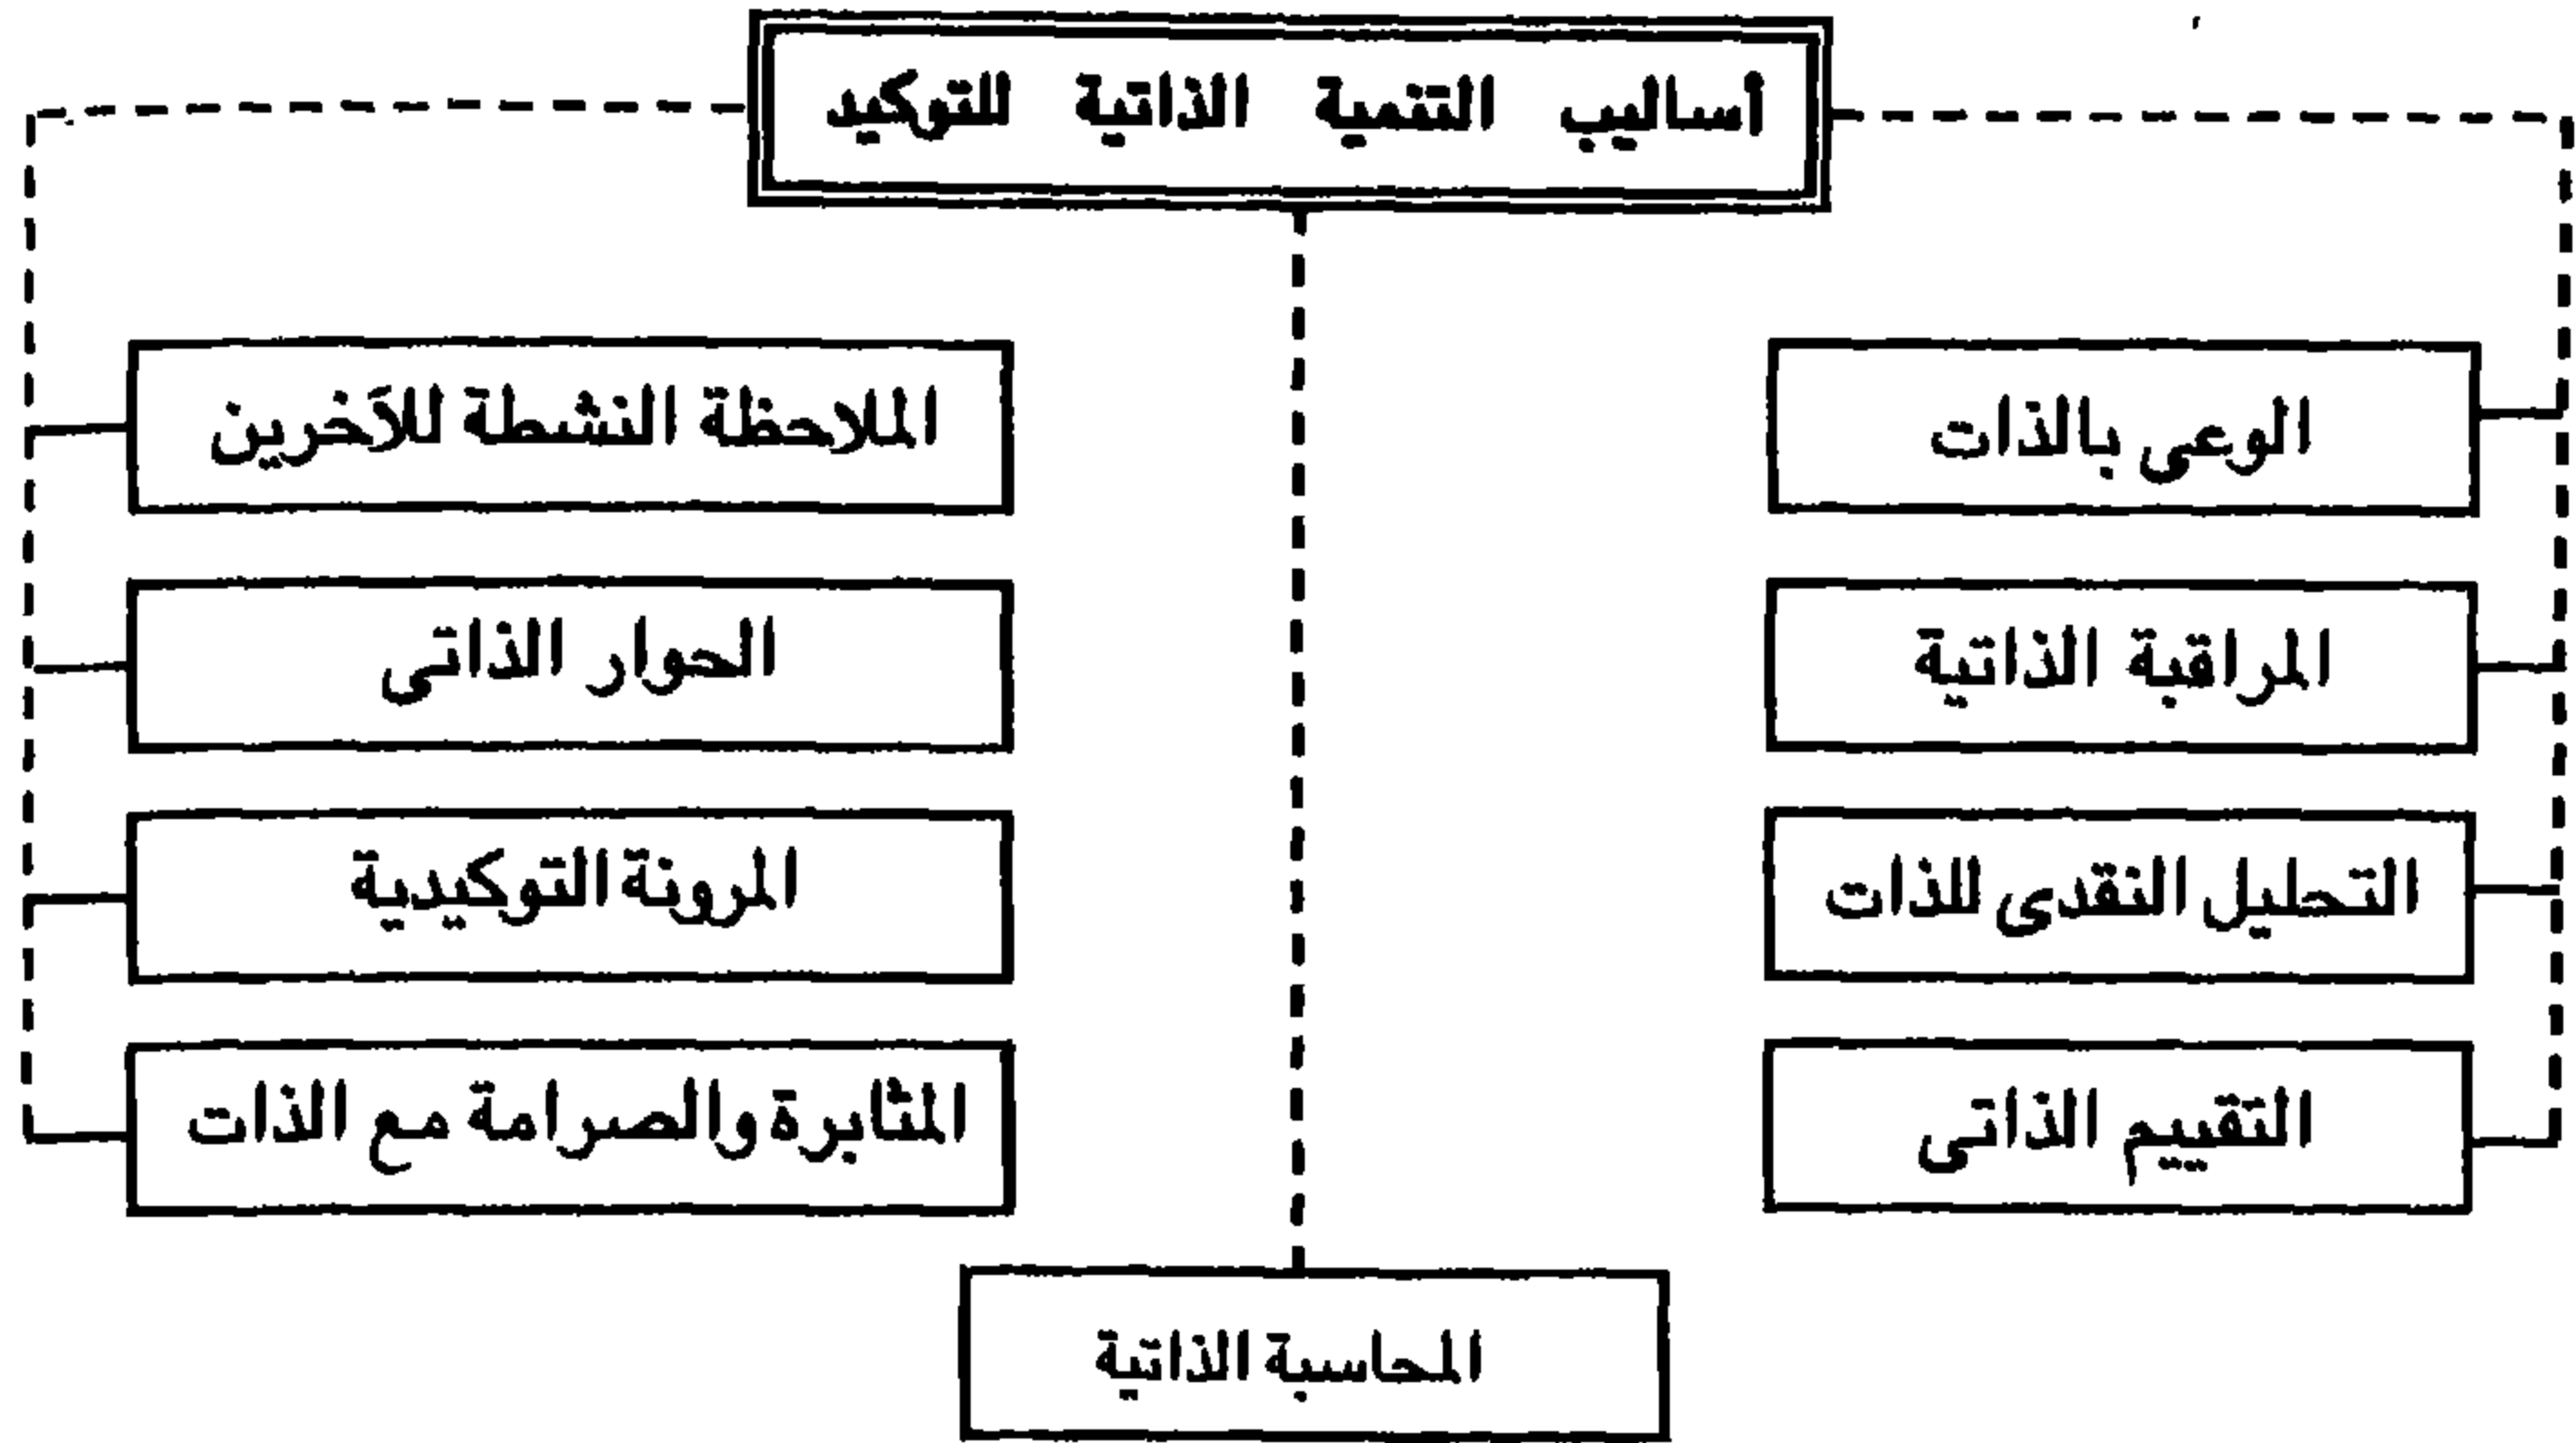 أساليب التنمية الذاتية للتوكيد
الوعى بالذات
المراقبة الذاتية
التحليل النقدى للذات
التقييم الذاتى
الملاحظة النشطة للآخرين
الحوار الذاتى
المرونة التوكيدية
المثابرة والصرامة مع الذات
المحاسبة الذاتية